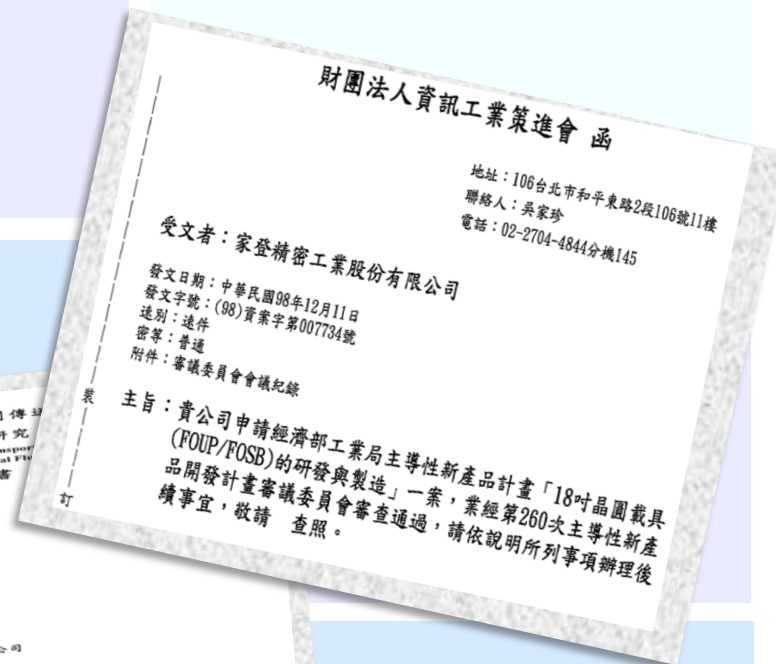 財團法人資訊工業策進會 函
地址：106台北市和平東路2段106號11樓
聯絡人：吳家珍
電話：02-2704-4844分機145
受文者：家登精密工業股份有限公司
發文日期：中華民國98年12月11日
發文字號：(98)資案字第007734號
速別：速件
密等：普通
附件：審議委員會會議紀錄
主旨：貴公司申請經濟部工業局主導性新產品計畫「18吋晶圓載具
(FOUP/FOSB)的研發與製造」一案，業經第260次主導性新產
品開發計畫審議委員會審查通過，請依說明所列事項辦理後
續事宜，敬請 查照。
裝
訂
傳
研究
書
公司